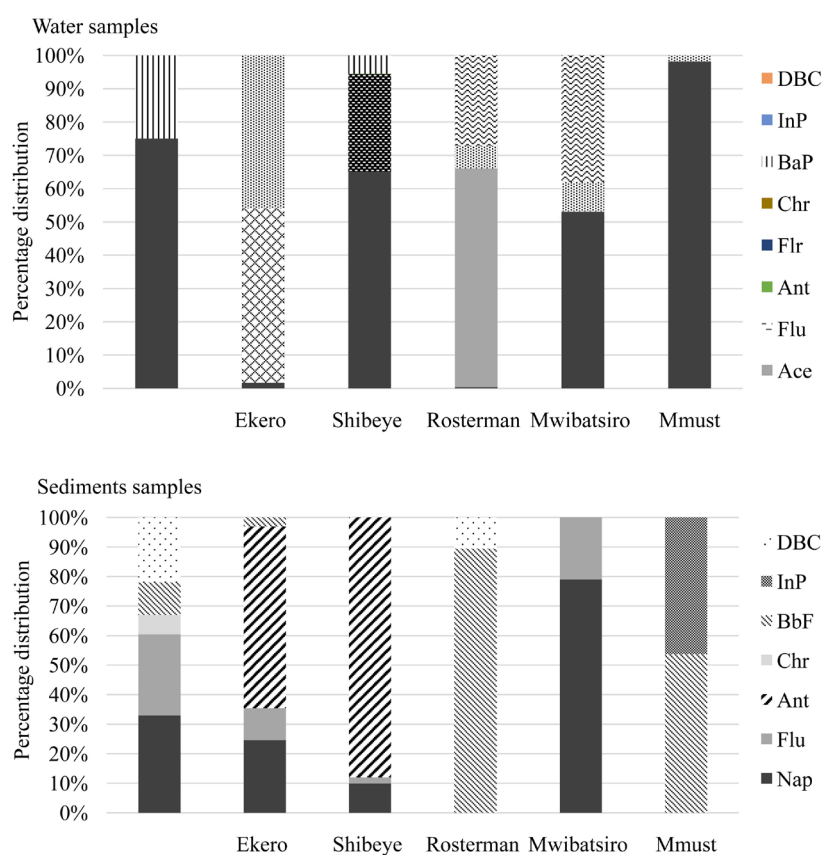 Water samples
Percentage distribution
100%
90%
80%
70%
60%
50%
40%
30%
20%
10%
0%
Ekero Shibeye Rosterman Mwibatsiro Mmust
DBC
InP
BaP
Chr
Flr
Ant
Flu
Ace
Sediments samples
Percentage distribution
100%
90%
80%
70%
60%
50%
40%
30%
20%
10%
0%
Ekero Shibeye Rosterman Mwibatsiro Mmust
DBC
InP
BbF
Chr
Ant
Flu
Nap